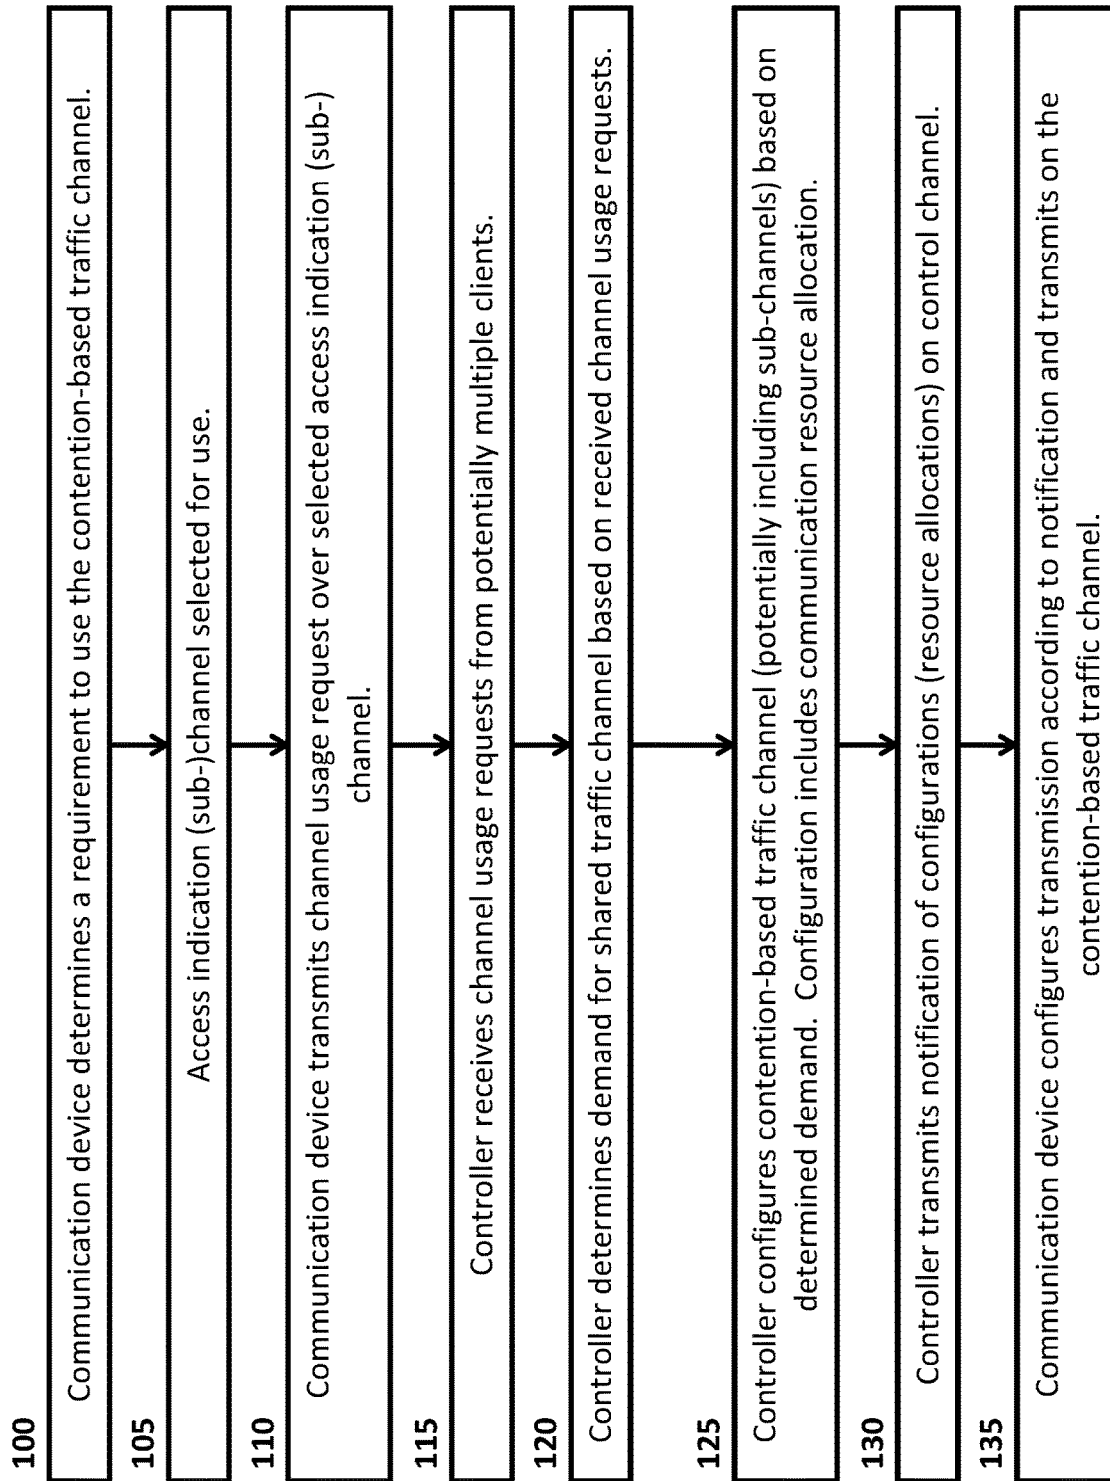 100
Communication device determines a requirement to use the contention-based traffic channel.
105
Access indication (sub-)channel selected for use.
110
Communication device transmits channel usage request over selected access indication (sub-)
channel.
115
Controller receives channel usage requests from potentially multiple clients.
120
Controller determines demand for shared traffic channel based on received channel usage requests.
125
Controller configures contention-based traffic channel (potentially including sub-channels) based on
determined demand.  Configuration includes communication resource allocation.
130
Controller transmits notification of configurations (resource allocations) on control channel.
135
Communication device configures transmission according to notification and transmits on the
contention-based traffic channel.